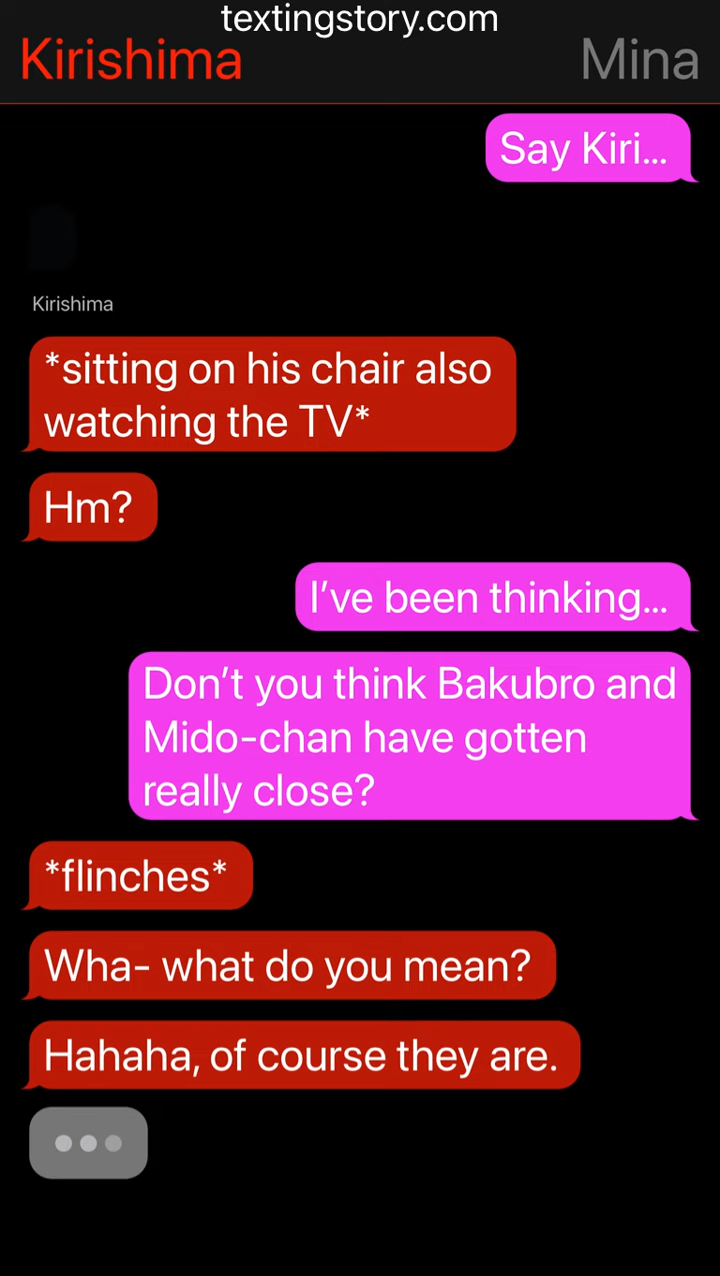 textingstory.com
Kirishima
Mina
Say Kiri...
Kirishima
*sitting on his chair also
watching the TV*
Hm?
I’ve been thinking...
Don’t you think Bakubro and
Mido-chan have gotten
really close?
*flinches*
Wha- what do you mean?
Hahaha, of course they are.